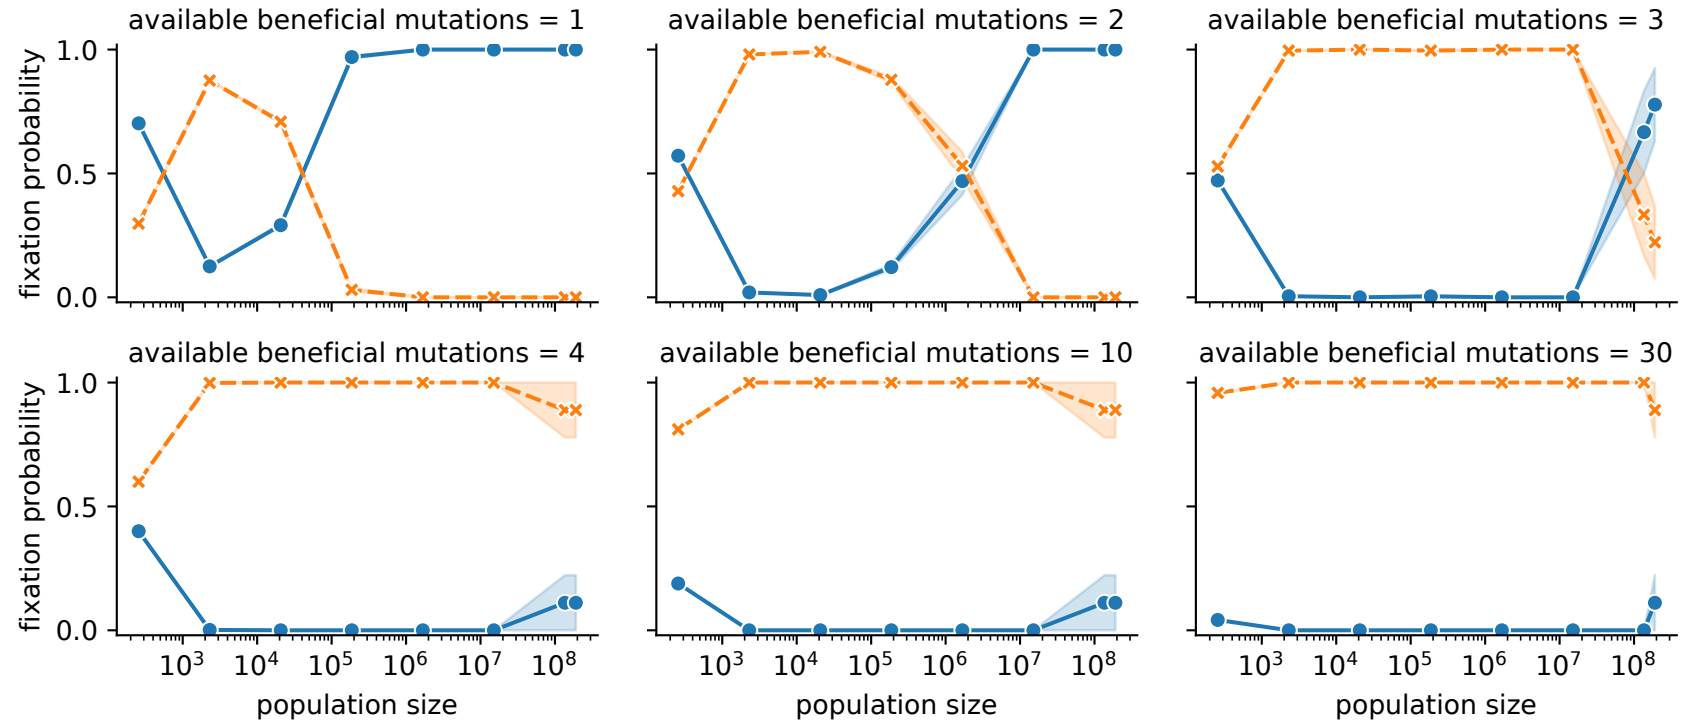 available beneficial mutations = 1
available beneficial mutations = 2
available beneficial mutations = 3
fixation probability
1.0
0.5
0.0
available beneficial mutations = 4
available beneficial mutations = 10
available beneficial mutations = 30
fixation probability
1.0
0.5
0.0
10³ 10⁴ 10⁵ 10⁶ 10⁷ 10⁸
10³ 10⁴ 10⁵ 10⁶ 10⁷ 10⁸
10³ 10⁴ 10⁵ 10⁶ 10⁷ 10⁸
population size
population size
population size